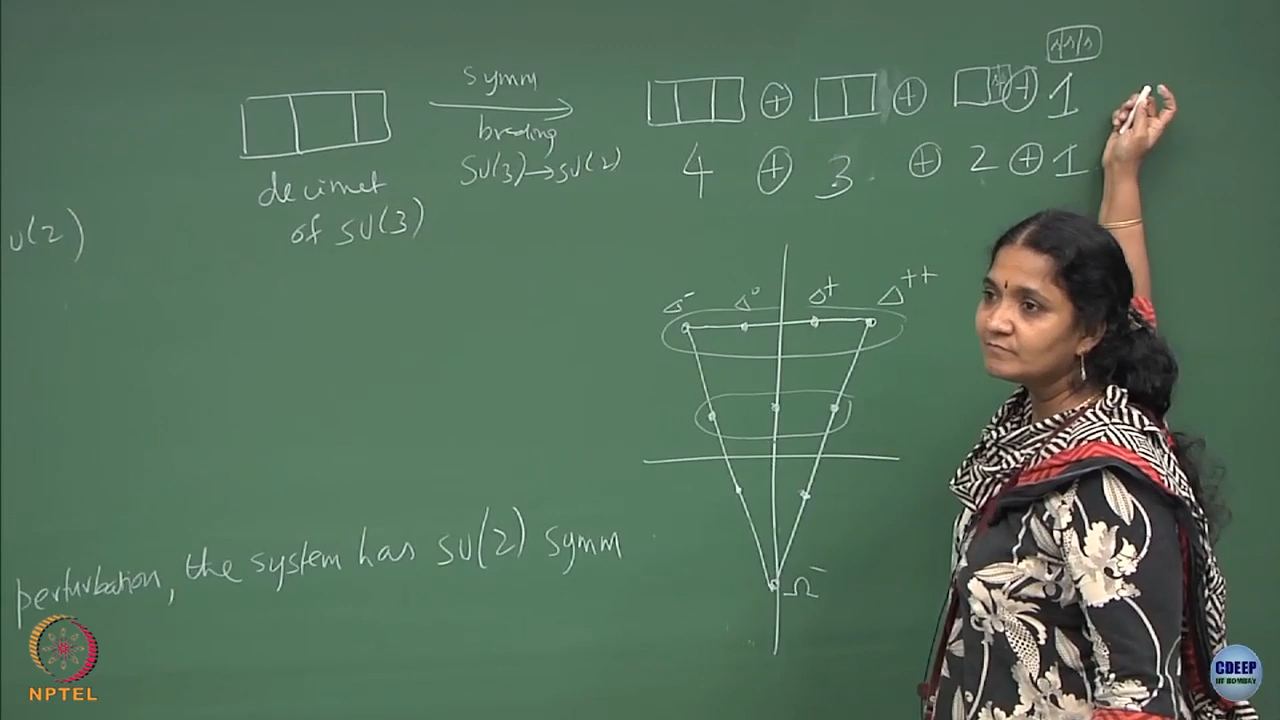 symm
breaking
SU(3)→SU(2)
decimet
of SU(3)
⊕ ⊕ ⊕ 1
s s s
4 ⊕ 3 ⊕ 2 ⊕ 1
U(2)
Δ⁻ Δ⁰ Δ⁺ Δ⁺⁺
Ω⁻
perturbation, the system has SU(2) symm
NPTEL
CDEEP
IIT BOMBAY